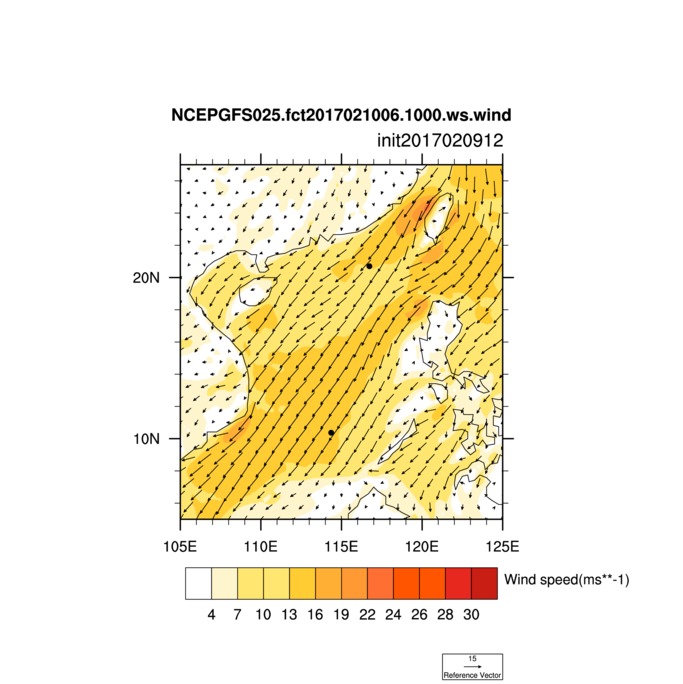 NCEPGFS025.fct2017021006.1000.ws.wind
init2017020912
20N
10N
105E 110E 115E 120E 125E
Wind speed(ms**-1)
4 7 10 13 16 19 22 24 26 28 30
15
Reference Vector